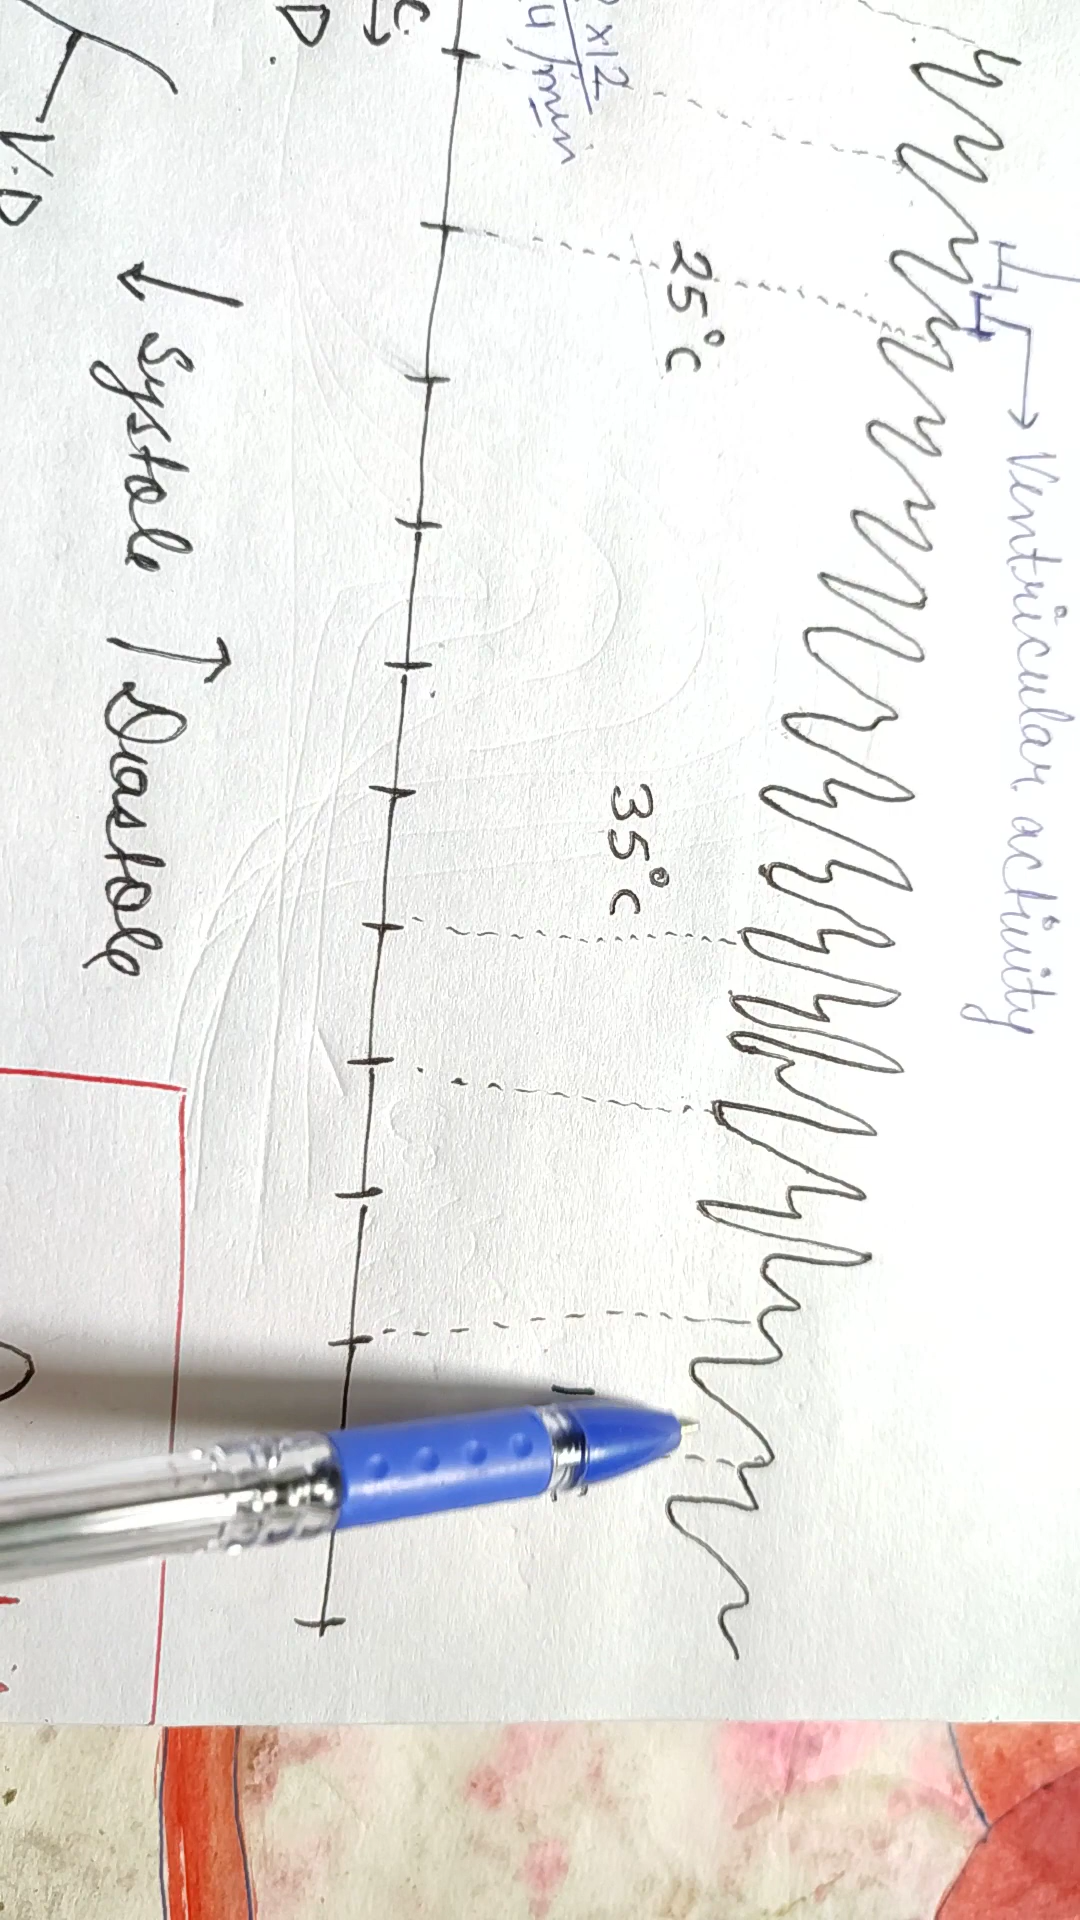 Ventricular activity
x12
/min
25°C
35°C
↓ Systole ↑ Diastole
V.D